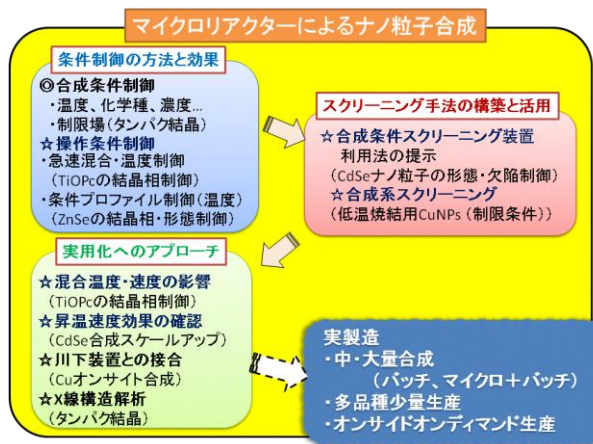 マイクロリアクターによるナノ粒子合成
条件制御の方法と効果
◎合成条件制御
・温度、化学種、濃度…
・制限場(タンパク結晶)
☆操作条件制御
・急速混合・温度制御
(TiOPcの結晶相制御)
・条件プロファイル制御(温度)
(ZnSeの結晶相・形態制御)
スクリーニング手法の構築と活用
☆合成条件スクリーニング装置
利用法の提示
(CdSeナノ粒子の形態・欠陥制御)
☆合成系スクリーニング
(低温焼結用CuNPs (制限条件))
実用化へのアプローチ
☆混合温度・速度の影響
(TiOPcの結晶相制御)
☆昇温速度効果の確認
(CdSe合成スケールアップ)
☆川下装置との接合
(Cuオンサイト合成)
☆X線構造解析
(タンパク結晶)
実製造
・中・大量合成
(バッチ、マイクロ+バッチ)
・多品種少量生産
・オンサイドオンディマンド生産